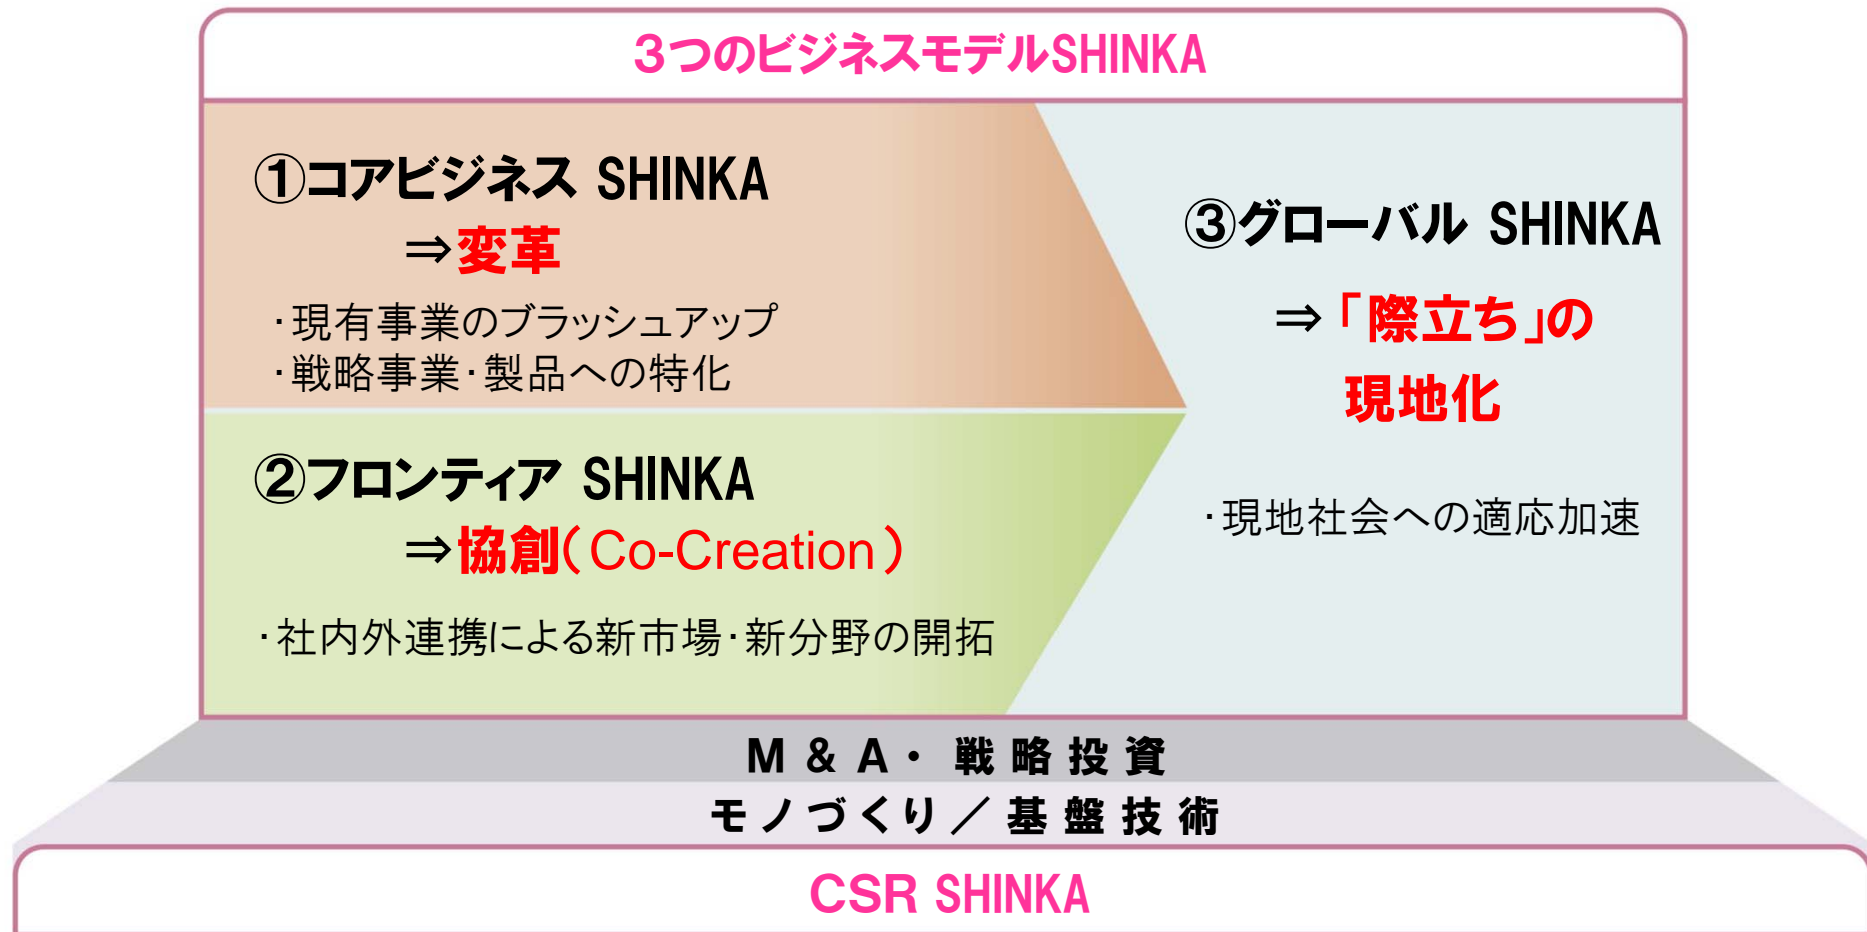 3つのビジネスモデルSHINKA
①コアビジネス SHINKA
⇒変革
・現有事業のブラッシュアップ
・戦略事業・製品への特化
②フロンティア SHINKA
⇒協創(Co-Creation)
・社内外連携による新市場・新分野の開拓
③グローバル SHINKA
⇒「際立ち」の
現地化
・現地社会への適応加速
M & A・ 戦略投資
モノづくり/基盤技術
CSR SHINKA